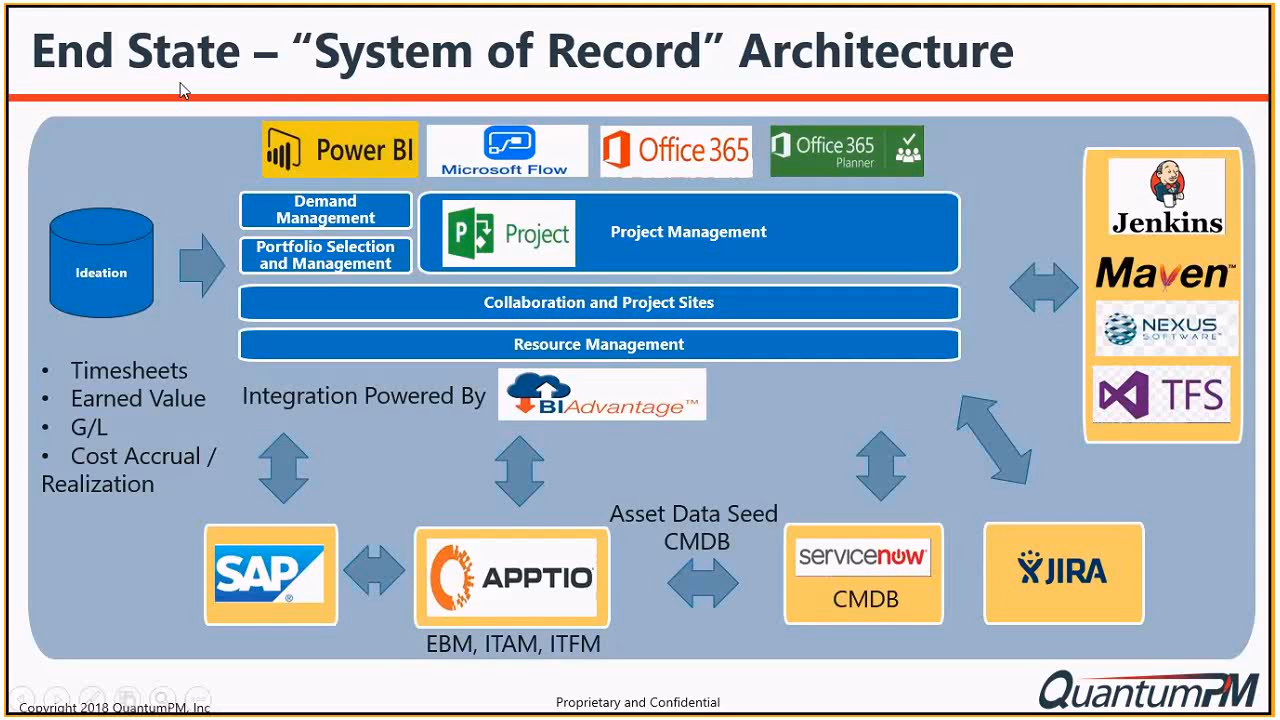 End State – “System of Record” Architecture
Power BI
Microsoft Flow
Office 365
Office 365
Planner
Demand
Management
Portfolio Selection
and Management
P
Project
Project Management
Ideation
Collaboration and Project Sites
Resource Management
Jenkins
Maven™
NEXUS
SOFTWARE™
TFS
• Timesheets
• Earned Value
• G/L
• Cost Accrual /
Realization
Integration Powered By
BIAdvantage™
Asset Data Seed
CMDB
SAP®
APPTIO
EBM, ITAM, ITFM
servicenow
CMDB
JIRA
Copyright 2018 QuantumPM, Inc
Proprietary and Confidential
QuantumPM